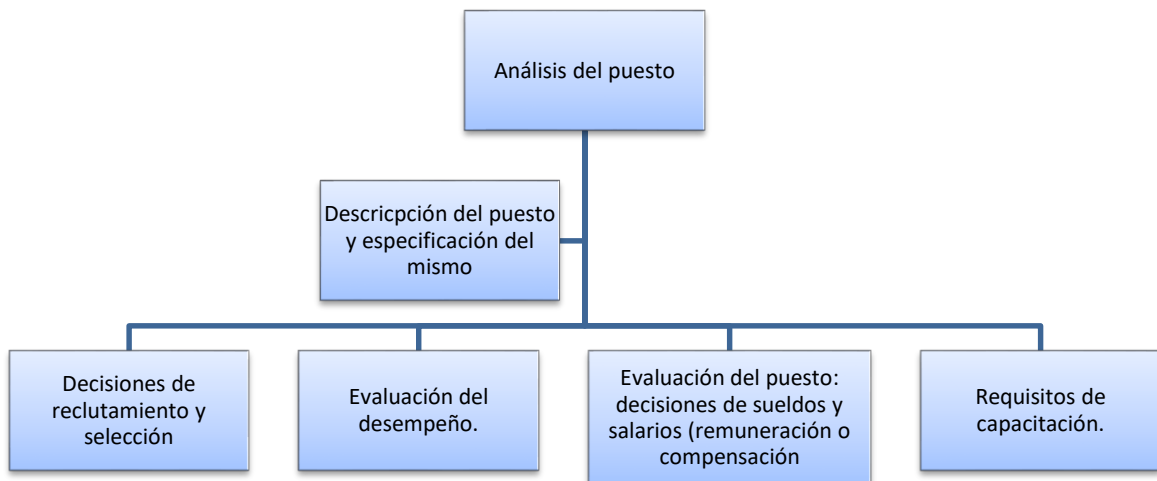 Análisis del puesto
Descricpción del puesto
y especificación del
mismo
Decisiones de
reclutamiento y
selección
Evaluación del
desempeño.
Evaluación del puesto:
decisiones de sueldos y
salarios (remuneración o
compensación
Requisitos de
capacitación.